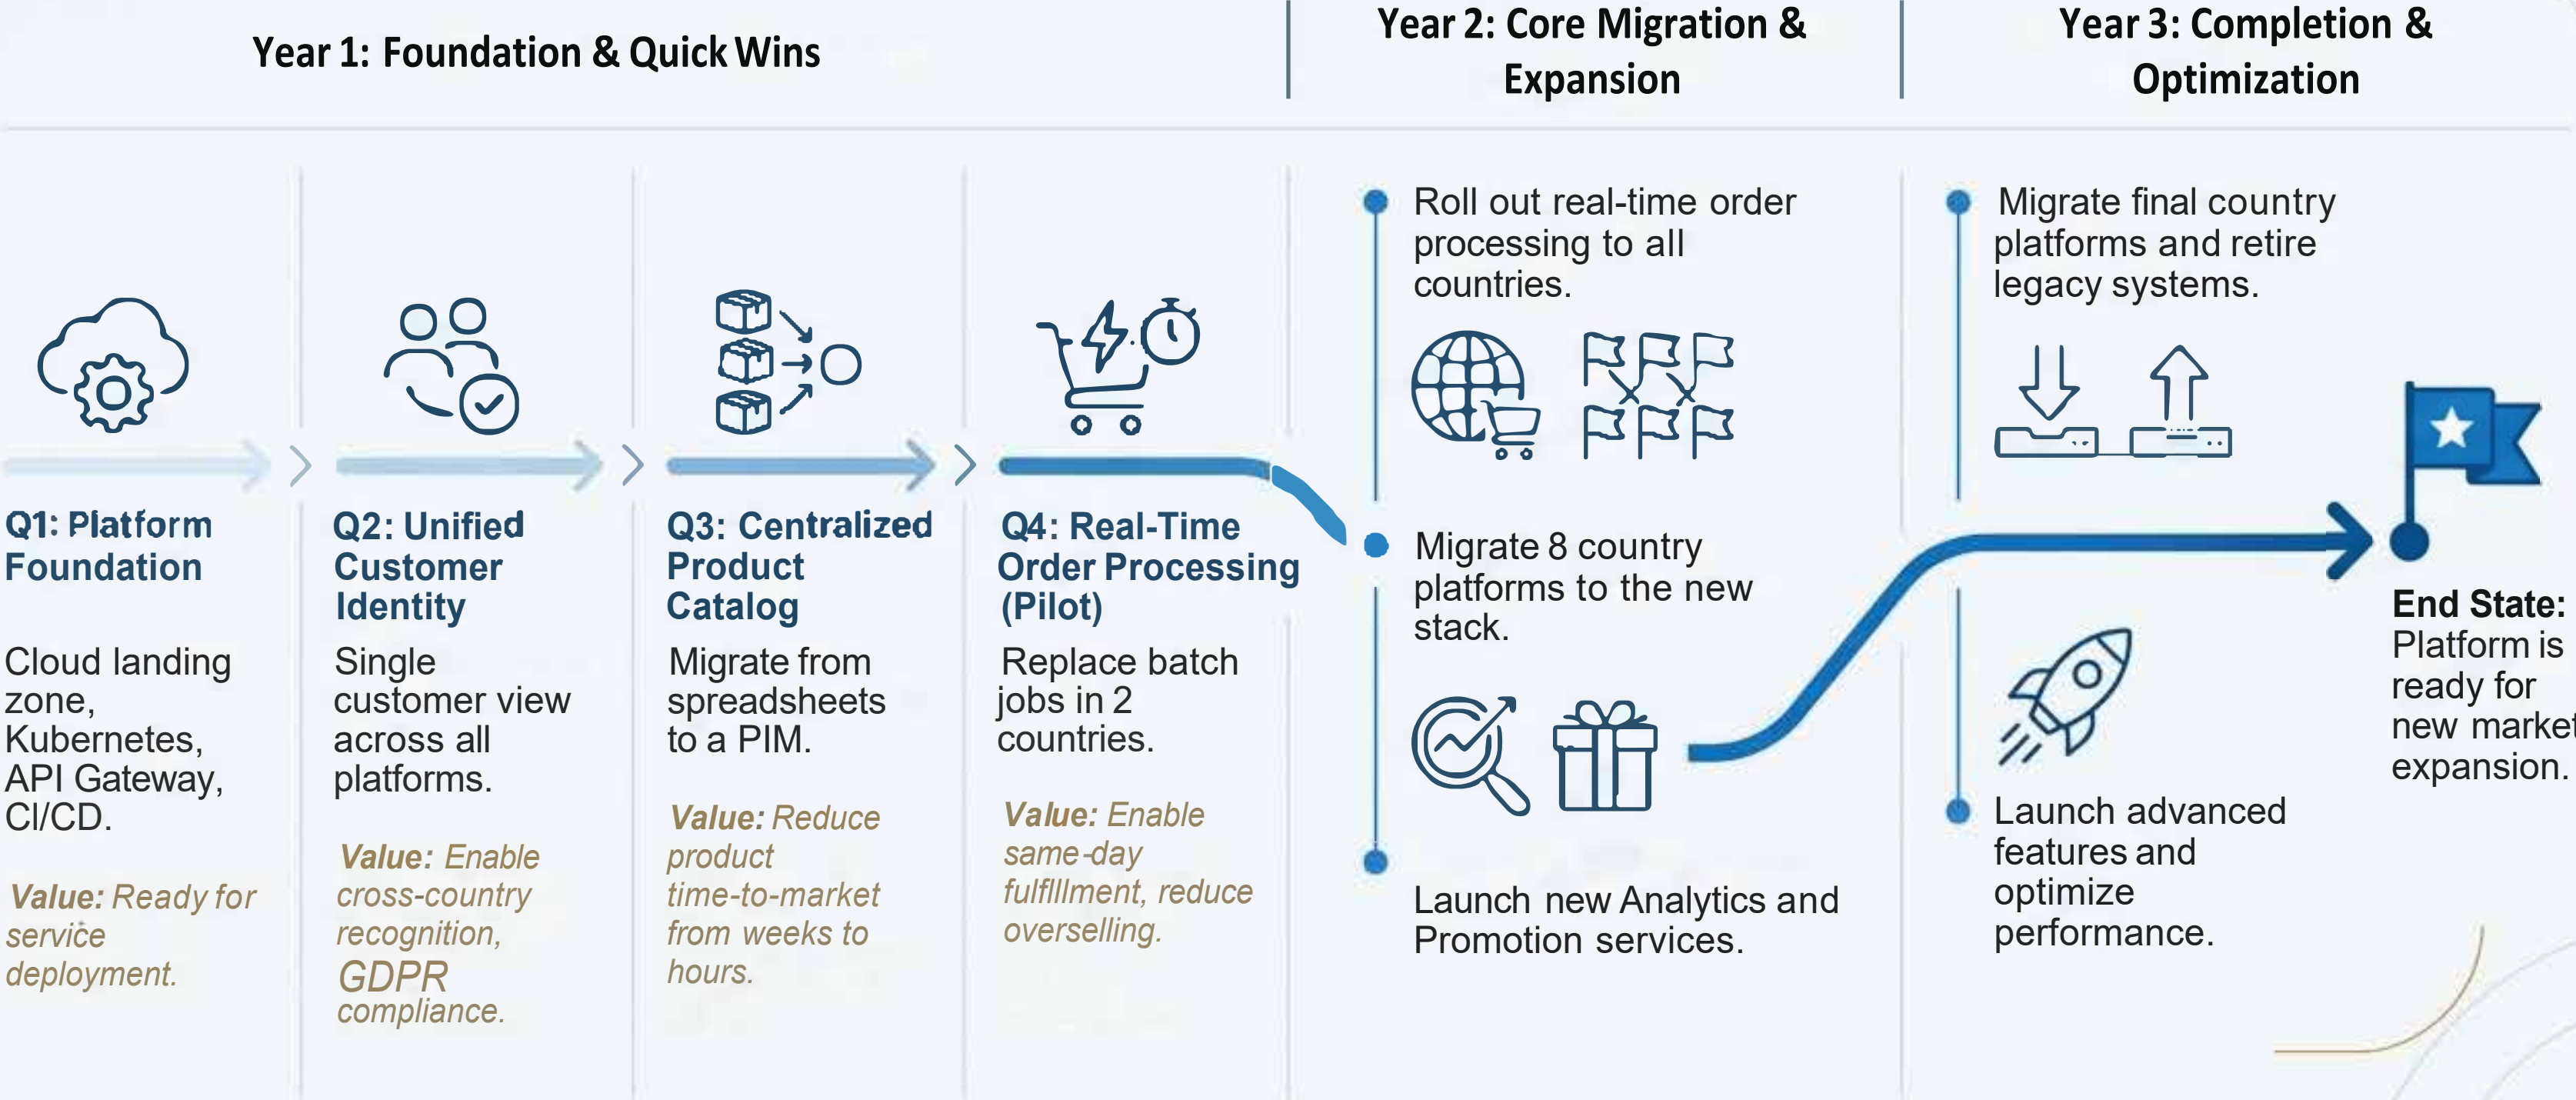 Year 1: Foundation & Quick Wins
Year 2: Core Migration &
Expansion
Year 3: Completion &
Optimization
Q1: Platform
Foundation
Cloud landing
zone,
Kubernetes,
API Gateway,
CI/CD.
Value: Ready for
service
deployment.
Q2: Unified
Customer
Identity
Single
customer view
across all
platforms.
Value: Enable
cross-country
recognition,
GDPR
compliance.
Q3: Centralized
Product
Catalog
Migrate from
spreadsheets
to a PIM.
Value: Reduce
product
time-to-market
from weeks to
hours.
Q4: Real-Time
Order Processing
(Pilot)
Replace batch
jobs in 2
countries.
Value: Enable
same-day
fulflllment, reduce
overselling.
Roll out real-time order
processing to all
countries.
Migrate 8 country
platforms to the new
stack.
Launch new Analytics and
Promotion services.
Migrate final country
platforms and retire
legacy systems.
Launch advanced
features and
optimize
performance.
End State:
Platform is
ready for
new market
expansion.